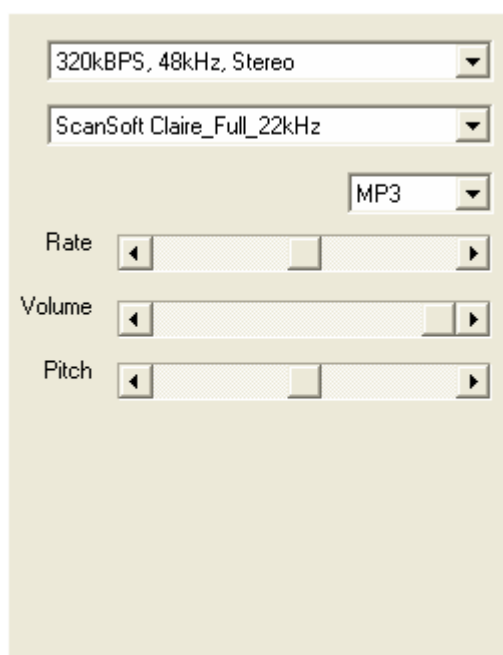 320kBPS, 48kHz, Stereo
ScanSoft Claire_Full_22kHz
MP3
Rate
Volume
Pitch